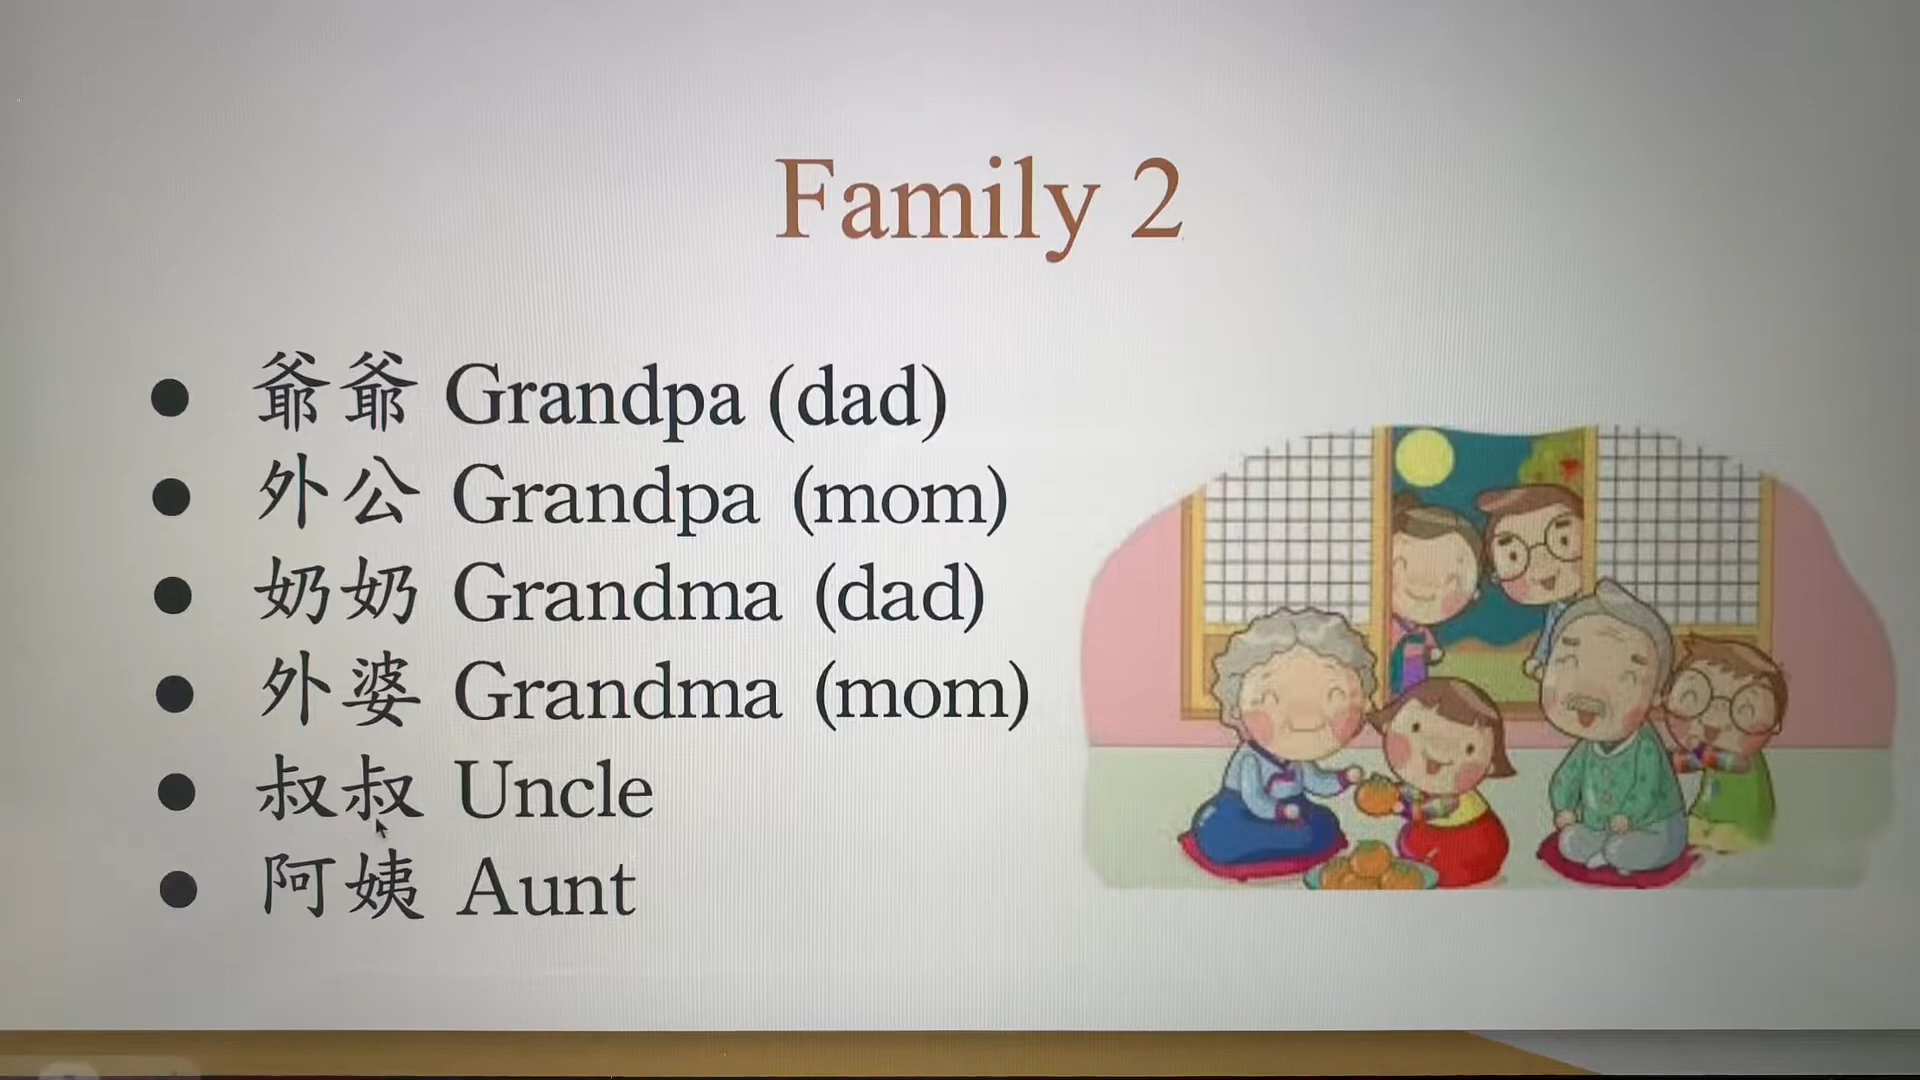 Family 2
● 爺爺 Grandpa (dad)
● 外公 Grandpa (mom)
● 奶奶 Grandma (dad)
● 外婆 Grandma (mom)
● 叔叔 Uncle
● 阿姨 Aunt